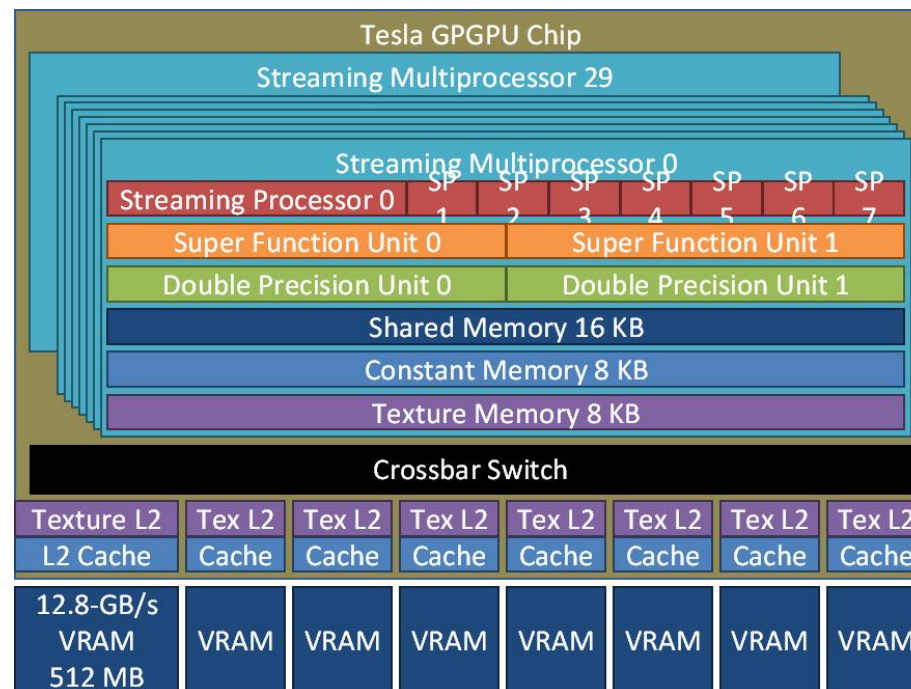 Tesla GPGPU Chip
Streaming Multiprocessor 29
Streaming Multiprocessor 0
Streaming Processor 0 SP 1 SP 2 SP 3 SP 4 SP 5 SP 6 SP 7
Super Function Unit 0 Super Function Unit 1
Double Precision Unit 0 Double Precision Unit 1
Shared Memory 16 KB
Constant Memory 8 KB
Texture Memory 8 KB
Crossbar Switch
Texture L2 Tex L2 Tex L2 Tex L2 Tex L2 Tex L2 Tex L2 Tex L2
L2 Cache Cache Cache Cache Cache Cache Cache Cache
12.8-GB/s
VRAM VRAM VRAM VRAM VRAM VRAM VRAM VRAM
512 MB